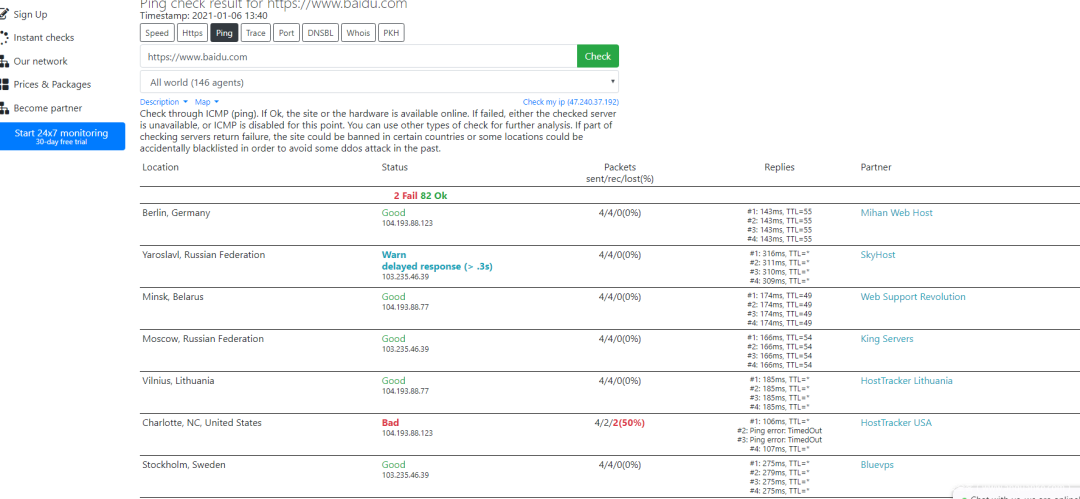 Ping check result for https://www.baidu.com
Timestamp: 2021-01-06 13:40
Sign Up
Instant checks
Our network
Prices & Packages
Become partner
Start 24x7 monitoring
30-day free trial
Speed Https Ping Trace Port DNSBL Whois PKH
https://www.baidu.com Check
All world (146 agents)
Description Map Check my ip (47.240.37.192)
Check through ICMP (ping). If Ok, the site or the hardware is available online. If failed, either the checked server
is unavailable, or ICMP is disabled for this point. You can use other types of check for further analysis. If part of
checking servers return failure, the site could be banned in certain countries or some locations could be
accidentally blacklisted in order to avoid some ddos attack in the past.
Location Status Packets Replies Partner
sent/rec/lost(%)
2 Fail 82 Ok
Berlin, Germany Good 4/4/0(0%) #1: 143ms, TTL=55 Mihan Web Host
104.193.88.123 #2: 143ms, TTL=55
#3: 143ms, TTL=55
#4: 143ms, TTL=55
Yaroslavl, Russian Federation Warn 4/4/0(0%) #1: 316ms, TTL=* SkyHost
delayed response (> .3s) #2: 311ms, TTL=*
103.235.46.39 #3: 310ms, TTL=*
#4: 309ms, TTL=*
Minsk, Belarus Good 4/4/0(0%) #1: 174ms, TTL=49 Web Support Revolution
104.193.88.77 #2: 174ms, TTL=49
#3: 174ms, TTL=49
#4: 174ms, TTL=49
Moscow, Russian Federation Good 4/4/0(0%) #1: 166ms, TTL=54 King Servers
103.235.46.39 #2: 166ms, TTL=54
#3: 166ms, TTL=54
#4: 166ms, TTL=54
Vilnius, Lithuania Good 4/4/0(0%) #1: 185ms, TTL=* HostTracker Lithuania
104.193.88.77 #2: 185ms, TTL=*
#3: 185ms, TTL=*
#4: 185ms, TTL=*
Charlotte, NC, United States Bad 4/2/2(50%) #1: 106ms, TTL=* HostTracker USA
104.193.88.123 #2: Ping error: TimedOut
#3: Ping error: TimedOut
#4: 107ms, TTL=*
Stockholm, Sweden Good 4/4/0(0%) #1: 275ms, TTL=* Bluevps
103.235.46.39 #2: 279ms, TTL=*
#3: 275ms, TTL=*
#4: 275ms, TTL=*